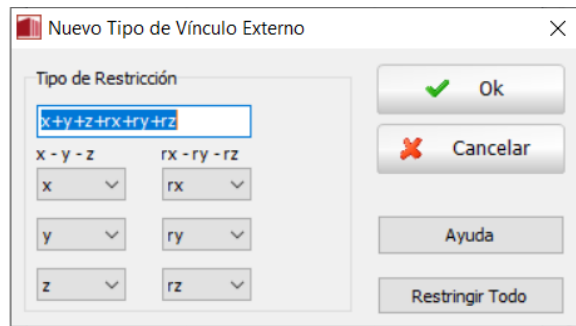 Nuevo Tipo de Vínculo Externo
Tipo de Restricción
x+y+z+rx+ry+rz
x - y - z rx - ry - rz
x rx
y ry
z rz
Ok
Cancelar
Ayuda
Restringir Todo